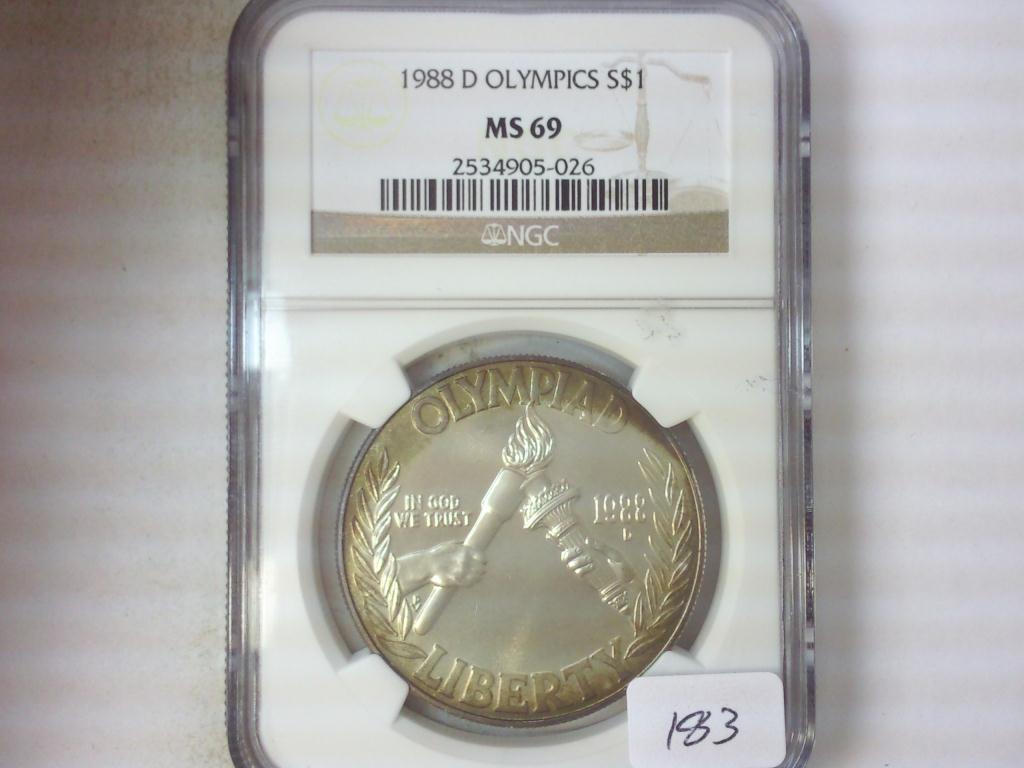 1988 D OLYMPICS S$1
MS 69
2534905-026
NGC
OLYMPIAD
IN GOD
WE TRUST
1988
D
LIBERTY
183